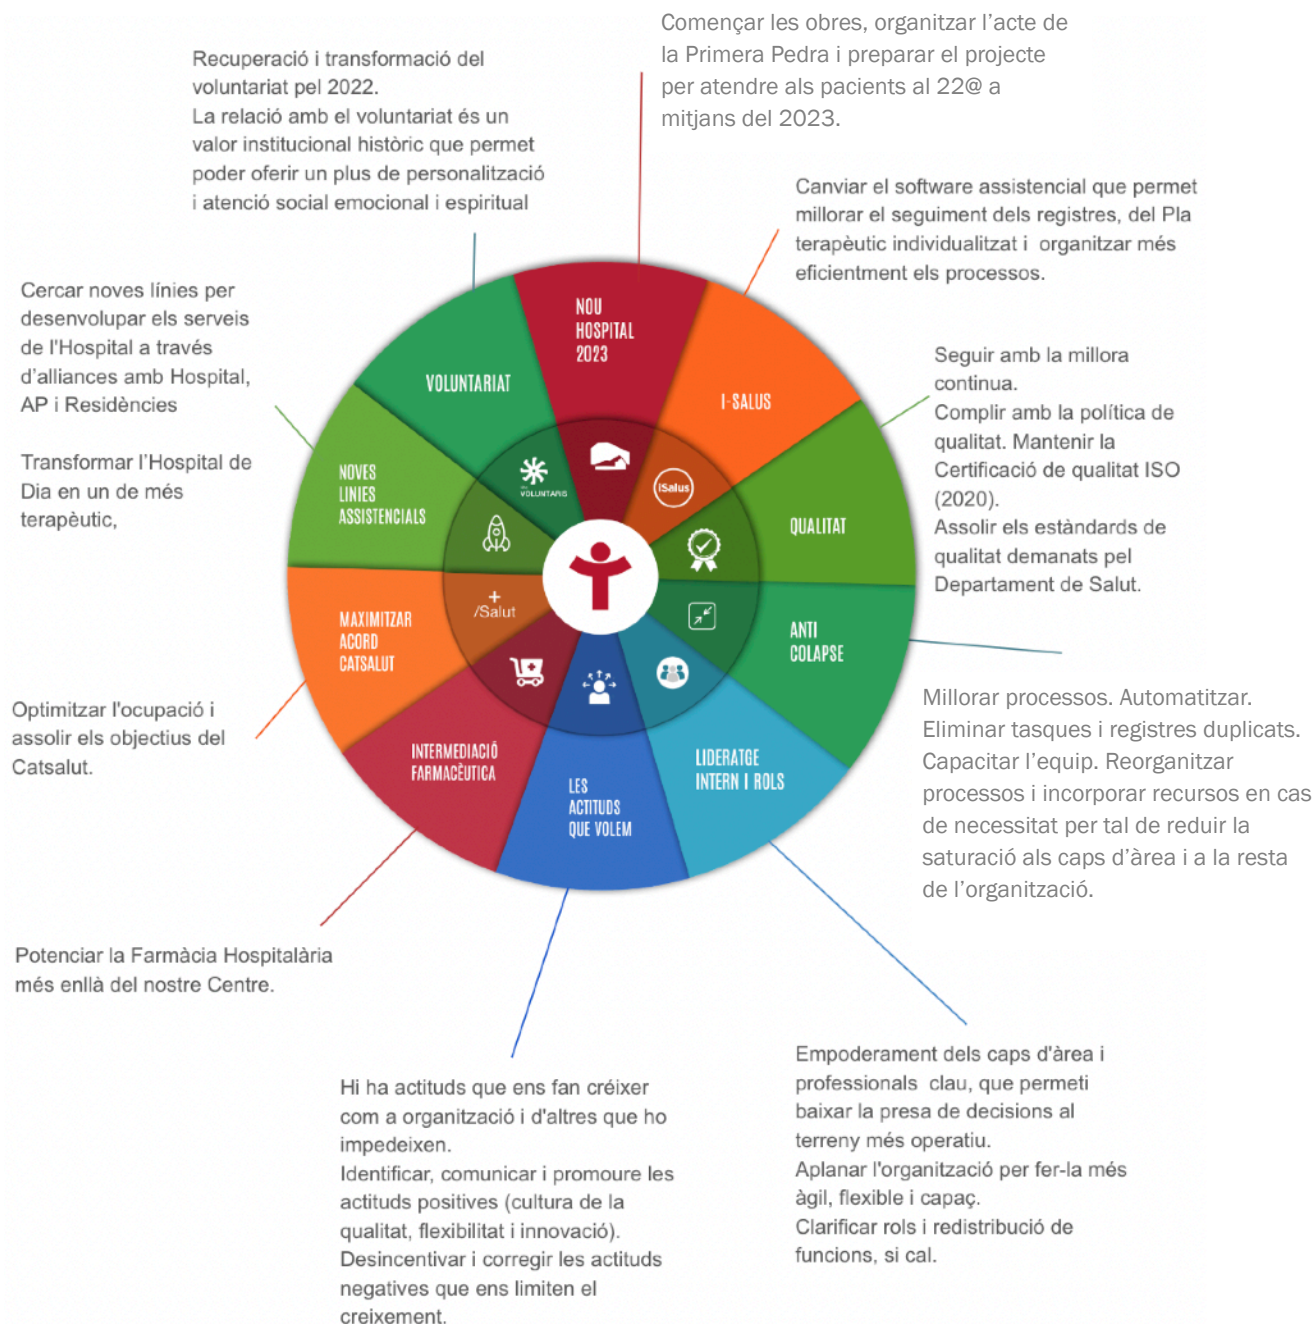 Començar les obres, organitzar l'acte de
la Primera Pedra i preparar el projecte
per atendre als pacients al 22@ a
mitjans del 2023.
Recuperació i transformació del
voluntariat pel 2022.
La relació amb el voluntariat és un
valor institucional històric que permet
poder oferir un plus de personalització
i atenció social emocional i espiritual
Canviar el software assistencial que permet
millorar el seguiment dels registres, del Pla
terapèutic individualitzat i organitzar més
eficientment els processos.
Cercar noves línies per
desenvolupar els serveis
de l'Hospital a través
d'alliances amb Hospital,
AP i Residències
Transformar l'Hospital de
Dia en un de més
terapèutic,
Seguir amb la millora
continua.
Complir amb la política de
qualitat. Mantenir la
Certificació de qualitat ISO
(2020).
Assolir els estàndards de
qualitat demanats pel
Departament de Salut.
NOU
HOSPITAL
2023
I-SALUS
QUALITAT
ANTI
COLAPSE
LIDERATGE
INTERN I ROLS
LES
ACTITUDS
QUE VOLEM
INTERMEDIACIÓ
FARMACÈUTICA
MAXIMITZAR
ACORD
CATSALUT
NOVES
LINIES
ASSISTENCIALS
VOLUNTARIAT
iSalus
VOLUNTARIS
+
/Salut
Optimitzar l'ocupació i
assolir els objectius del
Catsalut.
Millorar processos. Automatitzar.
Eliminar tasques i registres duplicats.
Capacitar l'equip. Reorganitzar
processos i incorporar recursos en cas
de necessitat per tal de reduir la
saturació als caps d'àrea i a la resta
de l'organització.
Potenciar la Farmàcia Hospitalària
més enllà del nostre Centre.
Hi ha actituds que ens fan créixer
com a organització i d'altres que ho
impedeixen.
Identificar, comunicar i promoure les
actituds positives (cultura de la
qualitat, flexibilitat i innovació).
Desincentivar i corregir les actituds
negatives que ens limiten el
creixement.
Empoderament dels caps d'àrea i
professionals clau, que permeti
baixar la presa de decisions al
terreny més operatiu.
Aplanar l'organització per fer-la més
àgil, flexible i capaç.
Clarificar rols i redistribució de
funcions, si cal.